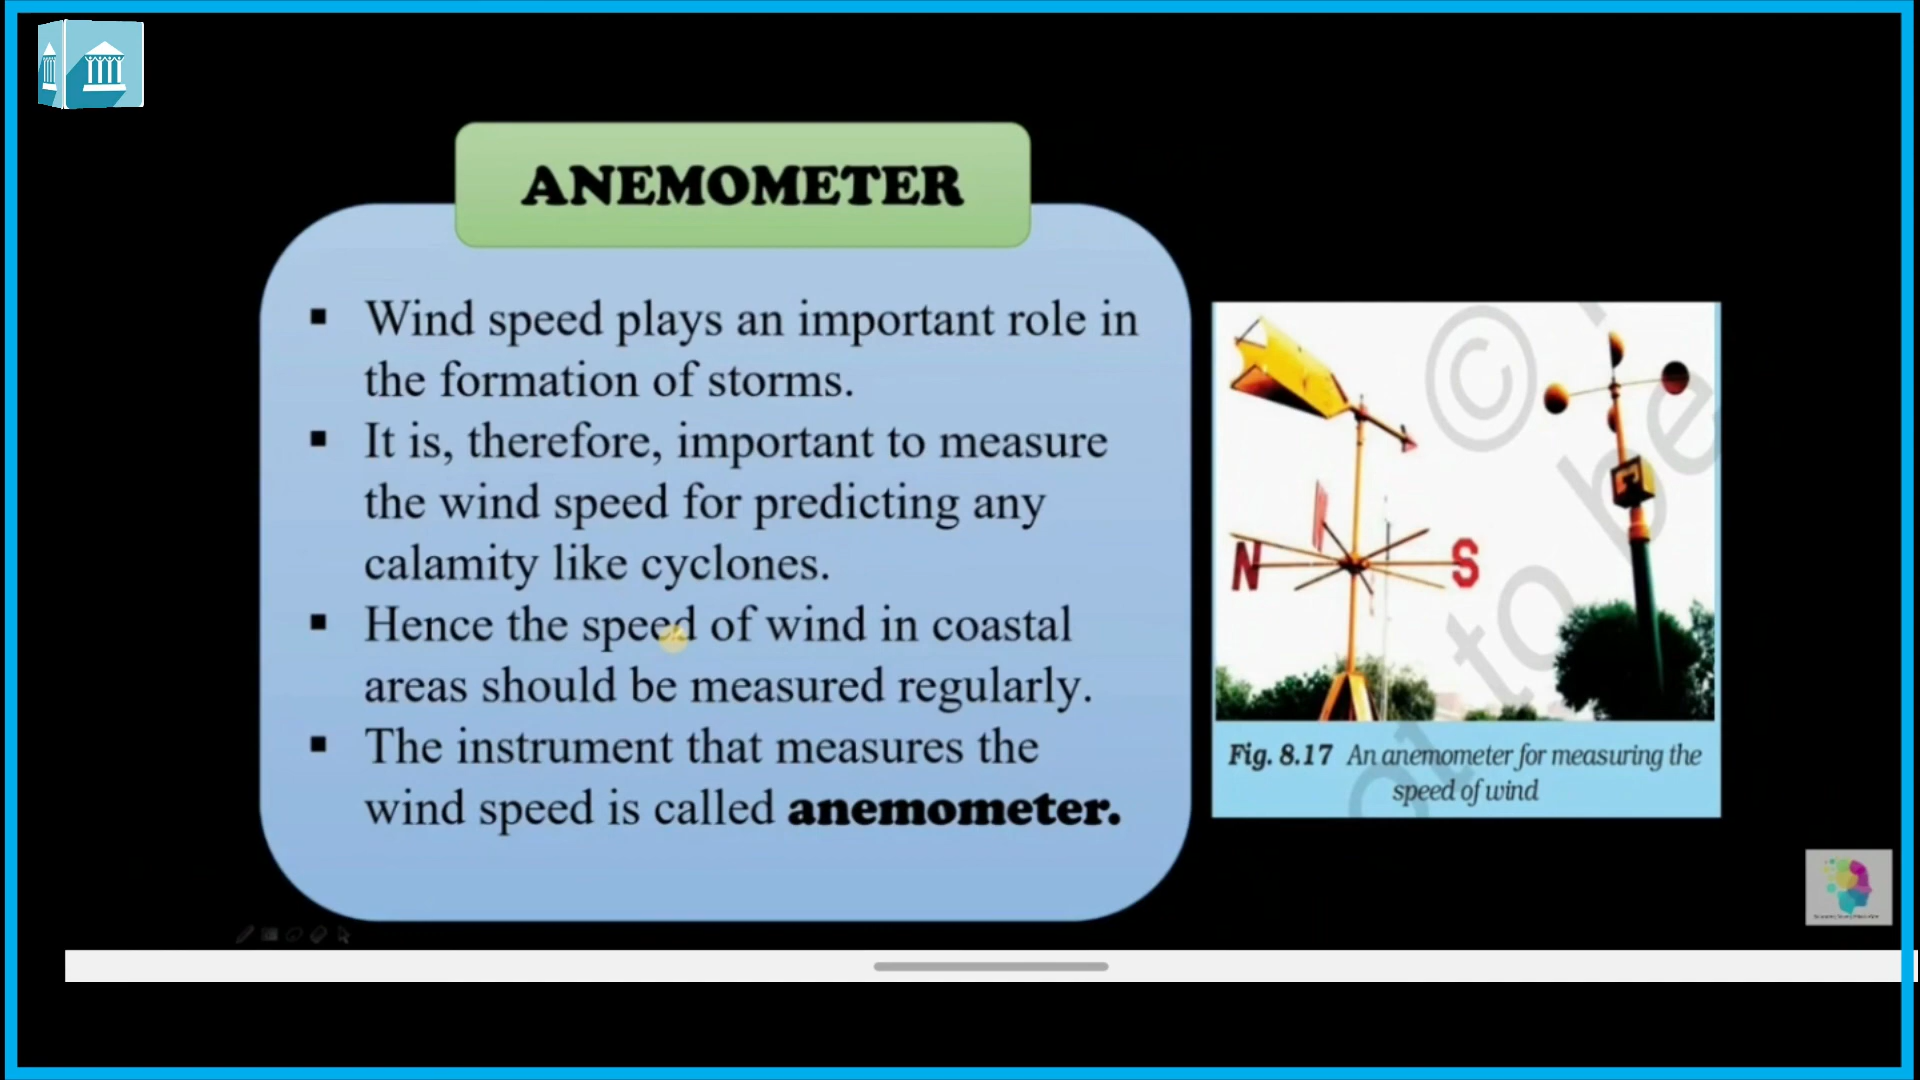 ANEMOMETER
▪ Wind speed plays an important role in
the formation of storms.
▪ It is, therefore, important to measure
the wind speed for predicting any
calamity like cyclones.
▪ Hence the speed of wind in coastal
areas should be measured regularly.
▪ The instrument that measures the
wind speed is called anemometer.
©
to be
N S
Fig. 8.17 An anemometer for measuring the
speed of wind